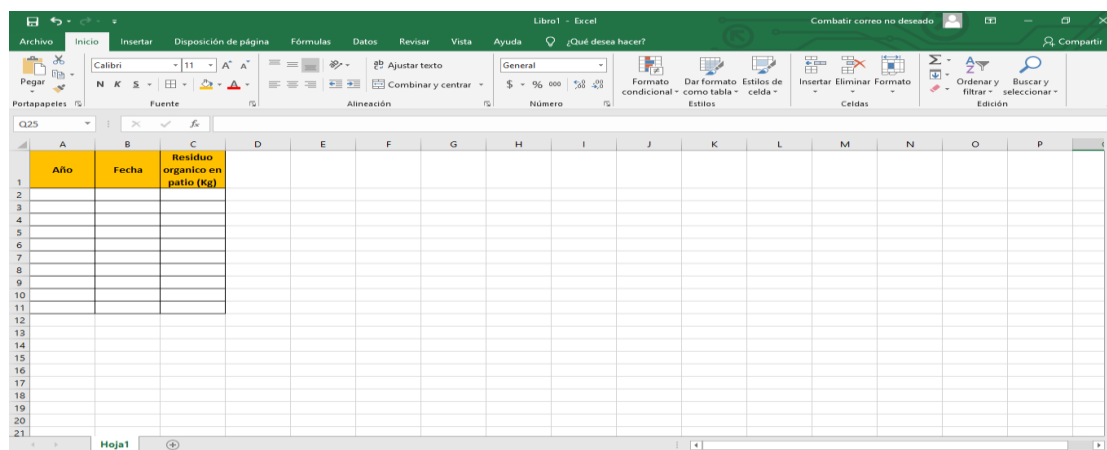 Libro1 - Excel
Combatir correo no deseado
Archivo Inicio Insertar Disposición de página Fórmulas Datos Revisar Vista Ayuda ¿Qué desea hacer? Compartir
Pegar
Calibri 11
N K S
Ajustar texto
Combinar y centrar
General
$ % 000
Formato condicional
Dar formato como tabla
Estilos de celda
Insertar Eliminar Formato
Ordenar y filtrar
Buscar y seleccionar
Portapapeles Fuente Alineación Número Estilos Celdas Edición
Q25 fx
A B C D E F G H I J K L M N O P
1 Año Fecha Residuo organico en patio (Kg)
2
3
4
5
6
7
8
9
10
11
12
13
14
15
16
17
18
19
20
21
Hoja1